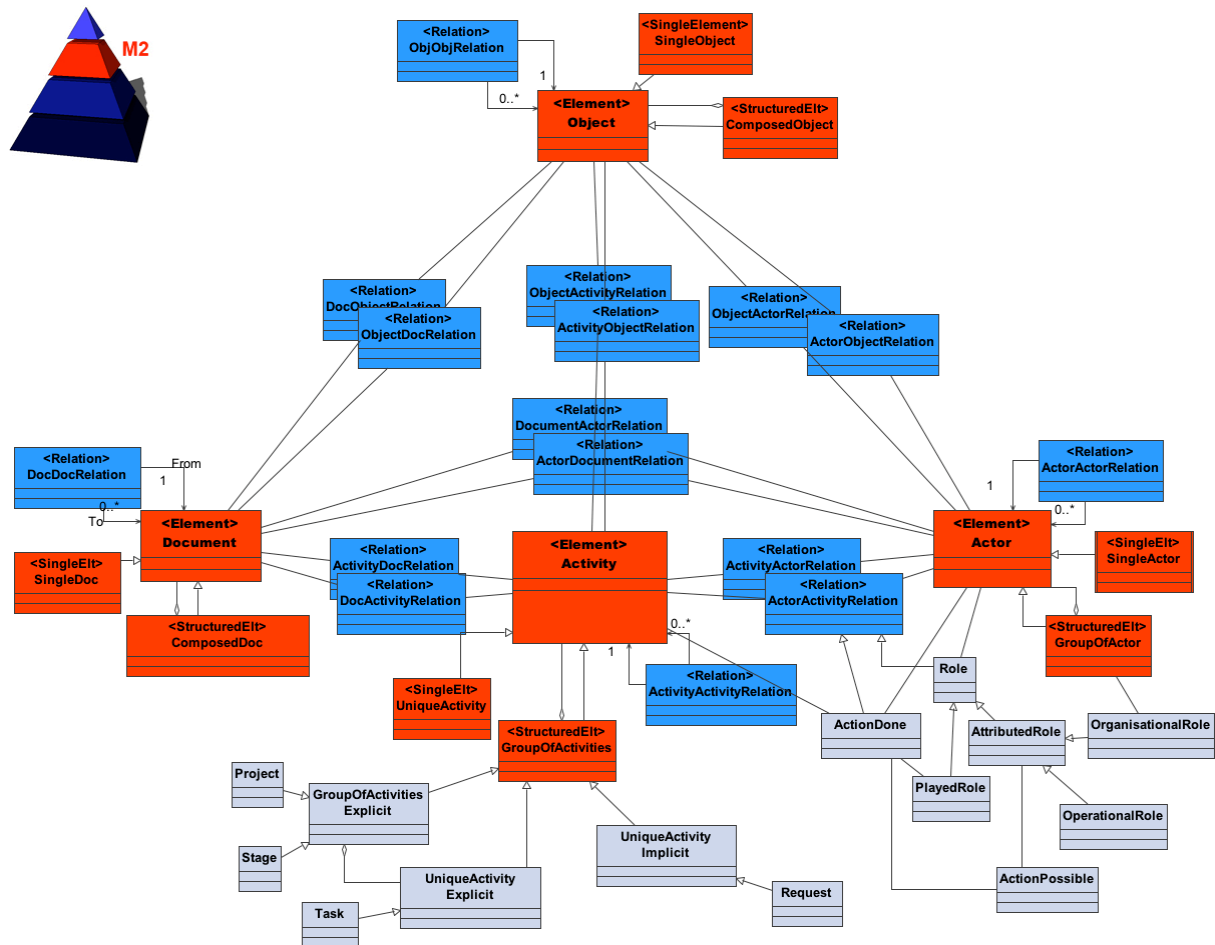 M2
<Relation>
ObjObjRelation
<SingleElement>
SingleObject
1
0..*
<Element>
Object
<StructuredElt>
ComposedObject
<Relation>
DocObjectRelation
<Relation>
ObjectDocRelation
<Relation>
ObjectActivityRelation
<Relation>
ActivityObjectRelation
<Relation>
ObjectActorRelation
<Relation>
ActorObjectRelation
<Relation>
DocumentActorRelation
<Relation>
ActorDocumentRelation
<Relation>
DocDocRelation
From
1
0..*
To
<Element>
Document
<SingleElt>
SingleDoc
<StructuredElt>
ComposedDoc
<Relation>
ActivityDocRelation
<Relation>
DocActivityRelation
<Element>
Activity
<Relation>
ActivityActorRelation
<Relation>
ActorActivityRelation
<Relation>
ActorActorRelation
1
0..*
<Element>
Actor
<SingleElt>
SingleActor
<StructuredElt>
GroupOfActor
0..*
1
<Relation>
ActivityActivityRelation
<SingleElt>
UniqueActivity
<StructuredElt>
GroupOfActivities
Role
ActionDone
AttributedRole
OrganisationalRole
PlayedRole
OperationalRole
ActionPossible
Project
GroupOfActivities
Explicit
Stage
UniqueActivity
Explicit
Task
UniqueActivity
Implicit
Request